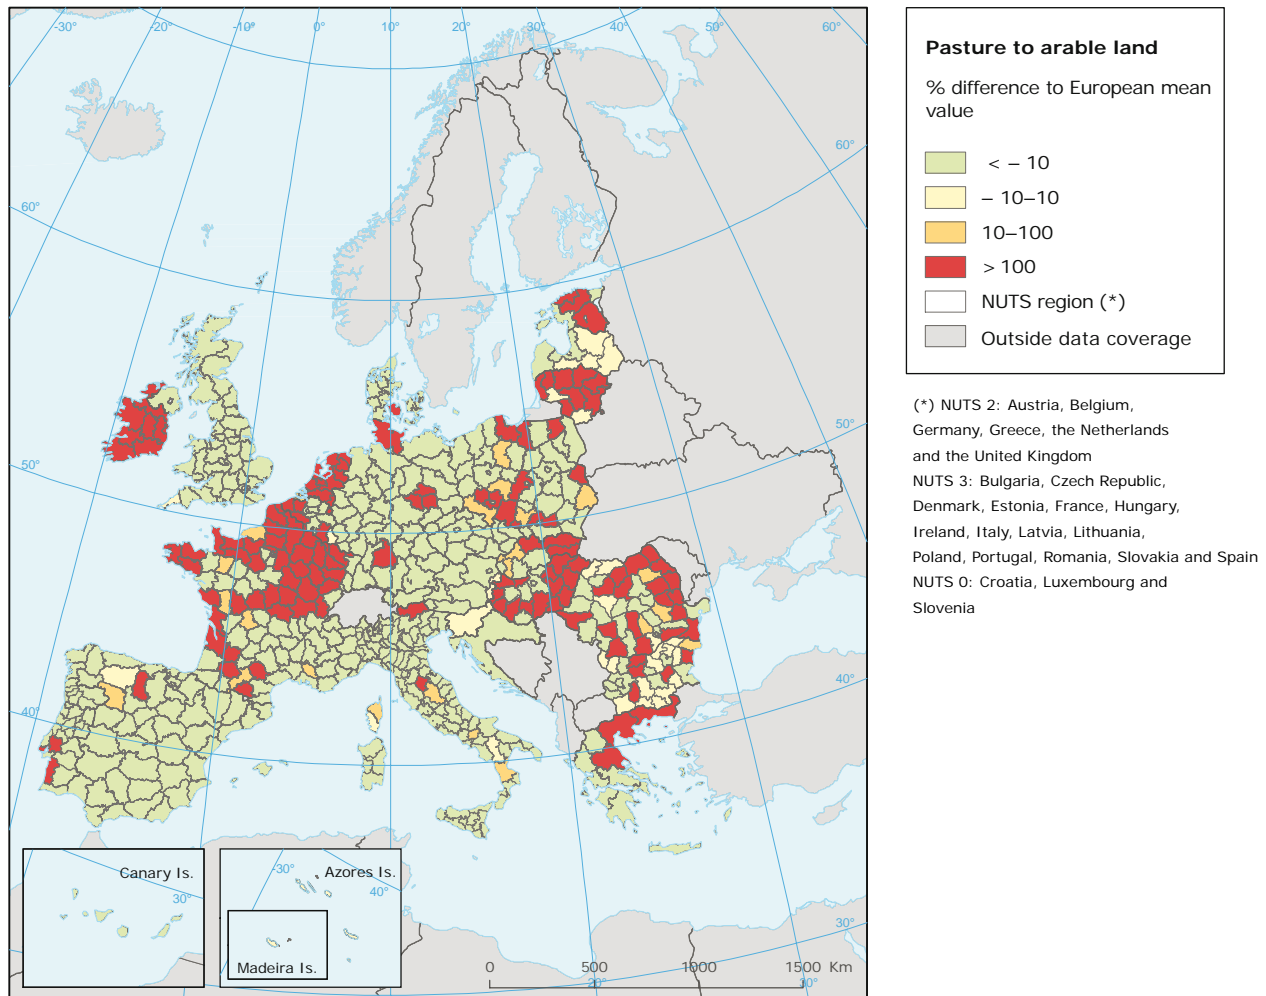 -30°
-20°
-10°
0°
10°
20°
30°
40°
50°
60°
60°
60°
50°
50°
40°
40°
Canary Is.
30°
-30°
Azores Is.
40°
Madeira Is.
30°
0
500
1000
1500 Km
20°
30°
Pasture to arable land
% difference to European mean
value
< – 10
– 10–10
10–100
> 100
NUTS region (*)
Outside data coverage
(*) NUTS 2: Austria, Belgium,
Germany, Greece, the Netherlands
and the United Kingdom
NUTS 3: Bulgaria, Czech Republic,
Denmark, Estonia, France, Hungary,
Ireland, Italy, Latvia, Lithuania,
Poland, Portugal, Romania, Slovakia and Spain
NUTS 0: Croatia, Luxembourg and
Slovenia